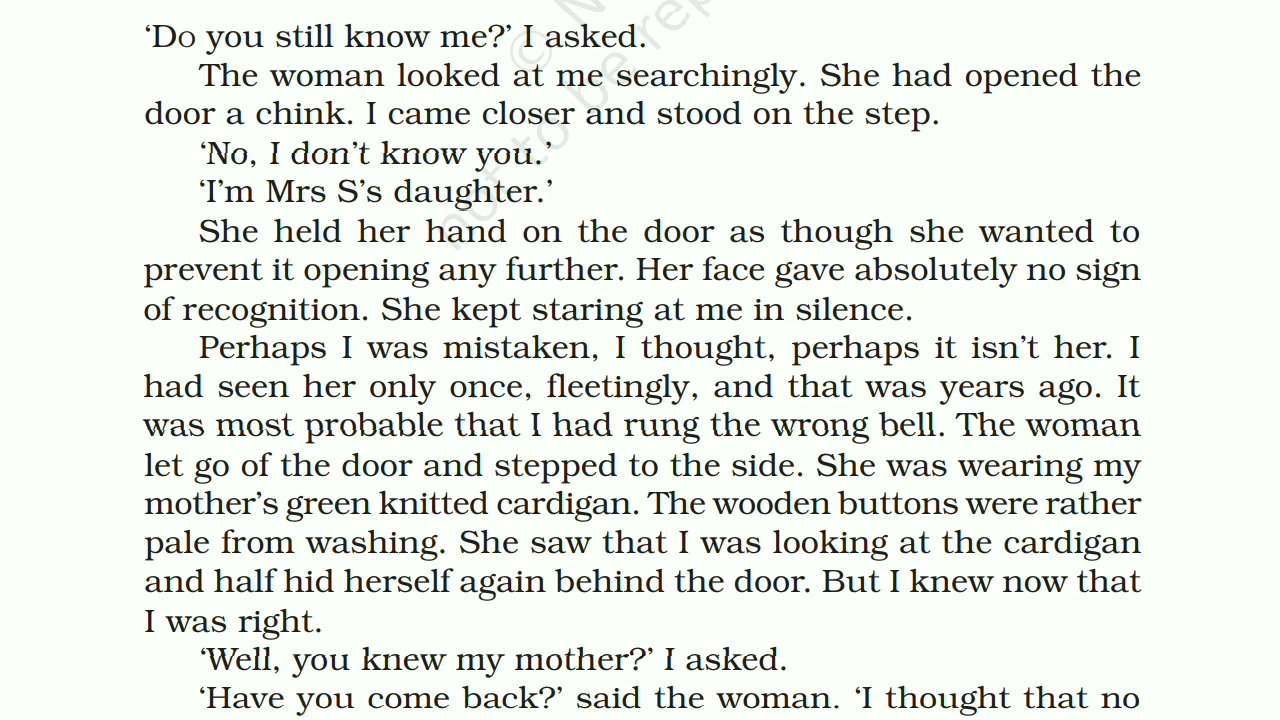 ‘Do you still know me?’ I asked.
The woman looked at me searchingly. She had opened the
door a chink. I came closer and stood on the step.
‘No, I don’t know you.’
‘I’m Mrs S’s daughter.’
She held her hand on the door as though she wanted to
prevent it opening any further. Her face gave absolutely no sign
of recognition. She kept staring at me in silence.
Perhaps I was mistaken, I thought, perhaps it isn’t her. I
had seen her only once, fleetingly, and that was years ago. It
was most probable that I had rung the wrong bell. The woman
let go of the door and stepped to the side. She was wearing my
mother’s green knitted cardigan. The wooden buttons were rather
pale from washing. She saw that I was looking at the cardigan
and half hid herself again behind the door. But I knew now that
I was right.
‘Well, you knew my mother?’ I asked.
‘Have you come back?’ said the woman. ‘I thought that no
© N
not to be rep